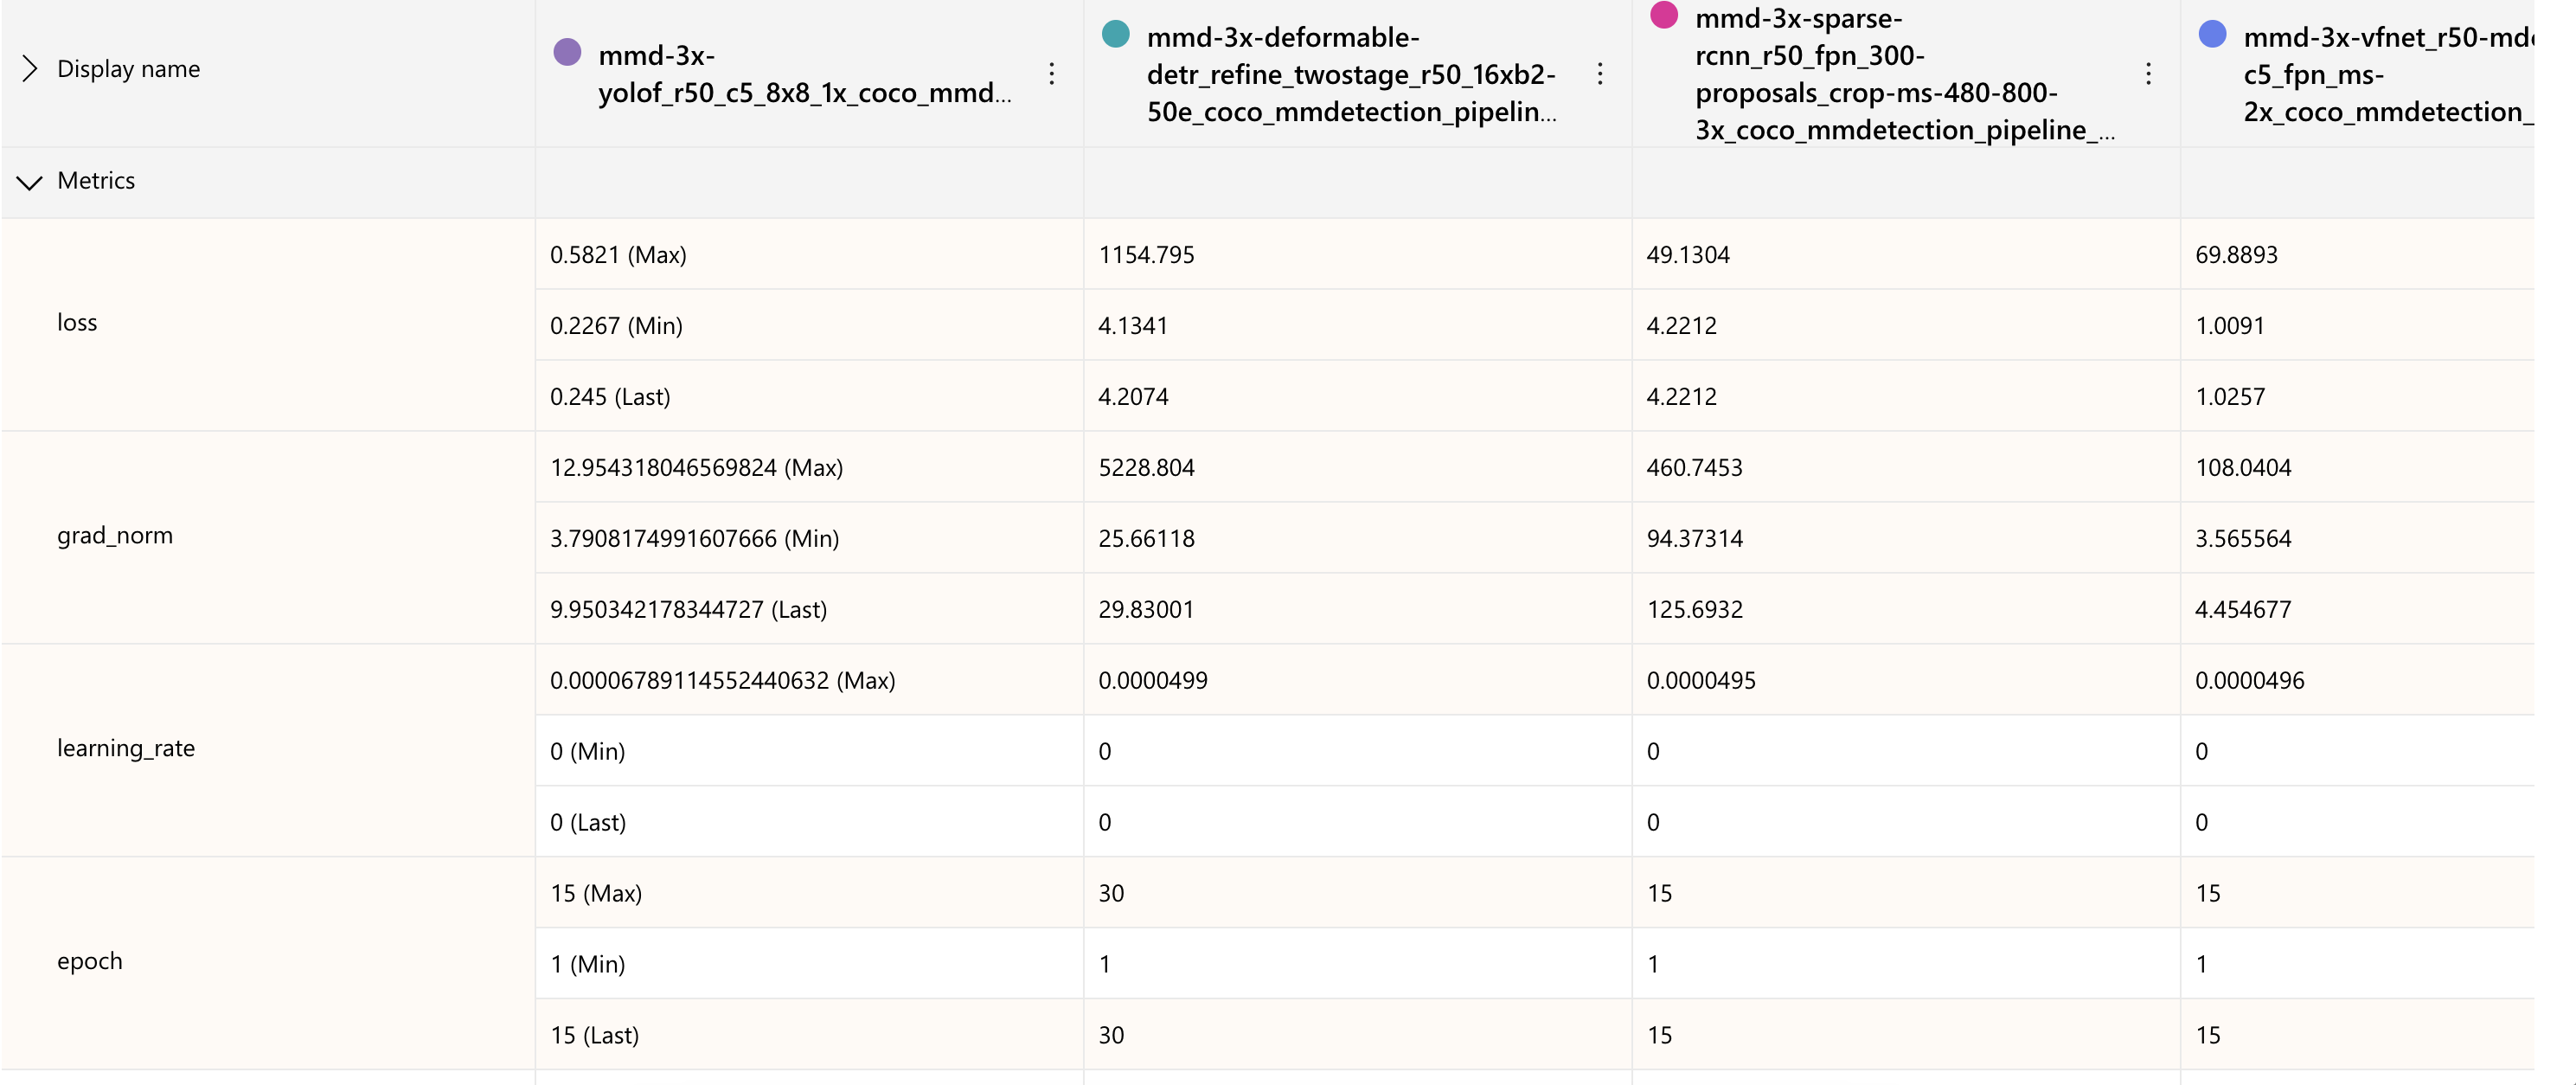 Display name
mmd-3x-
yolof_r50_c5_8x8_1x_coco_mmd...
mmd-3x-deformable-
detr_refine_twostage_r50_16xb2-
50e_coco_mmdetection_pipelin...
mmd-3x-sparse-
rcnn_r50_fpn_300-
proposals_crop-ms-480-800-
3x_coco_mmdetection_pipeline_...
mmd-3x-vfnet_r50-md
c5_fpn_ms-
2x_coco_mmdetection_
Metrics
loss
0.5821 (Max) 1154.795 49.1304 69.8893
0.2267 (Min) 4.1341 4.2212 1.0091
0.245 (Last) 4.2074 4.2212 1.0257
grad_norm
12.954318046569824 (Max) 5228.804 460.7453 108.0404
3.7908174991607666 (Min) 25.66118 94.37314 3.565564
9.950342178344727 (Last) 29.83001 125.6932 4.454677
learning_rate
0.00006789114552440632 (Max) 0.0000499 0.0000495 0.0000496
0 (Min) 0 0 0
0 (Last) 0 0 0
epoch
15 (Max) 30 15 15
1 (Min) 1 1 1
15 (Last) 30 15 15